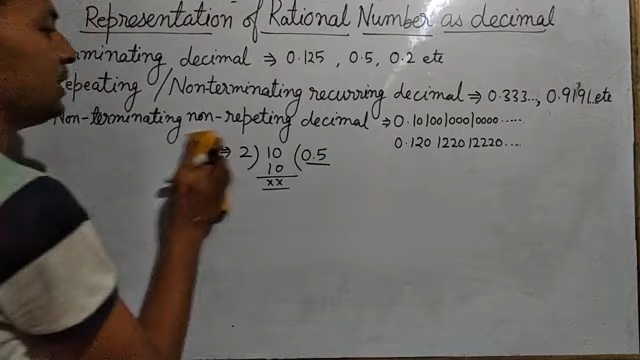 Representation of Rational Number as decimal
minating decimal ⇒ 0.125 , 0.5, 0.2 etc
epeating / Nonterminating recurring decimal ⇒ 0.333.., 0.9191.etc
Non-terminating non-repeting decimal ⇒ 0.10100100010000.....
0.120 1220 12220....
⇒ 2) 10 (0.5
10
xx